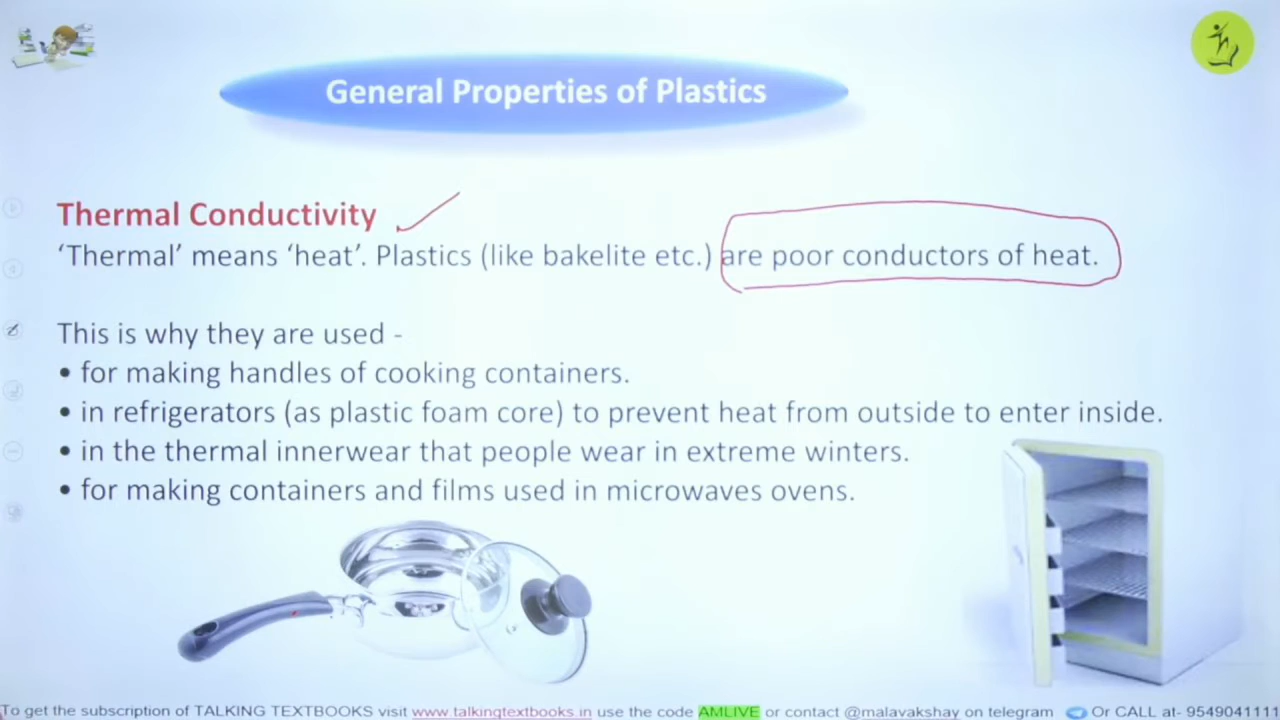 General Properties of Plastics
Thermal Conductivity
‘Thermal’ means ‘heat’. Plastics (like bakelite etc.) are poor conductors of heat.
This is why they are used -
• for making handles of cooking containers.
• in refrigerators (as plastic foam core) to prevent heat from outside to enter inside.
• in the thermal innerwear that people wear in extreme winters.
• for making containers and films used in microwaves ovens.
To get the subscription of TALKING TEXTBOOKS visit www.talkingtextbooks.in use the code AMLIVE or contact @malavakshay on telegram Or CALL at- 9549041111